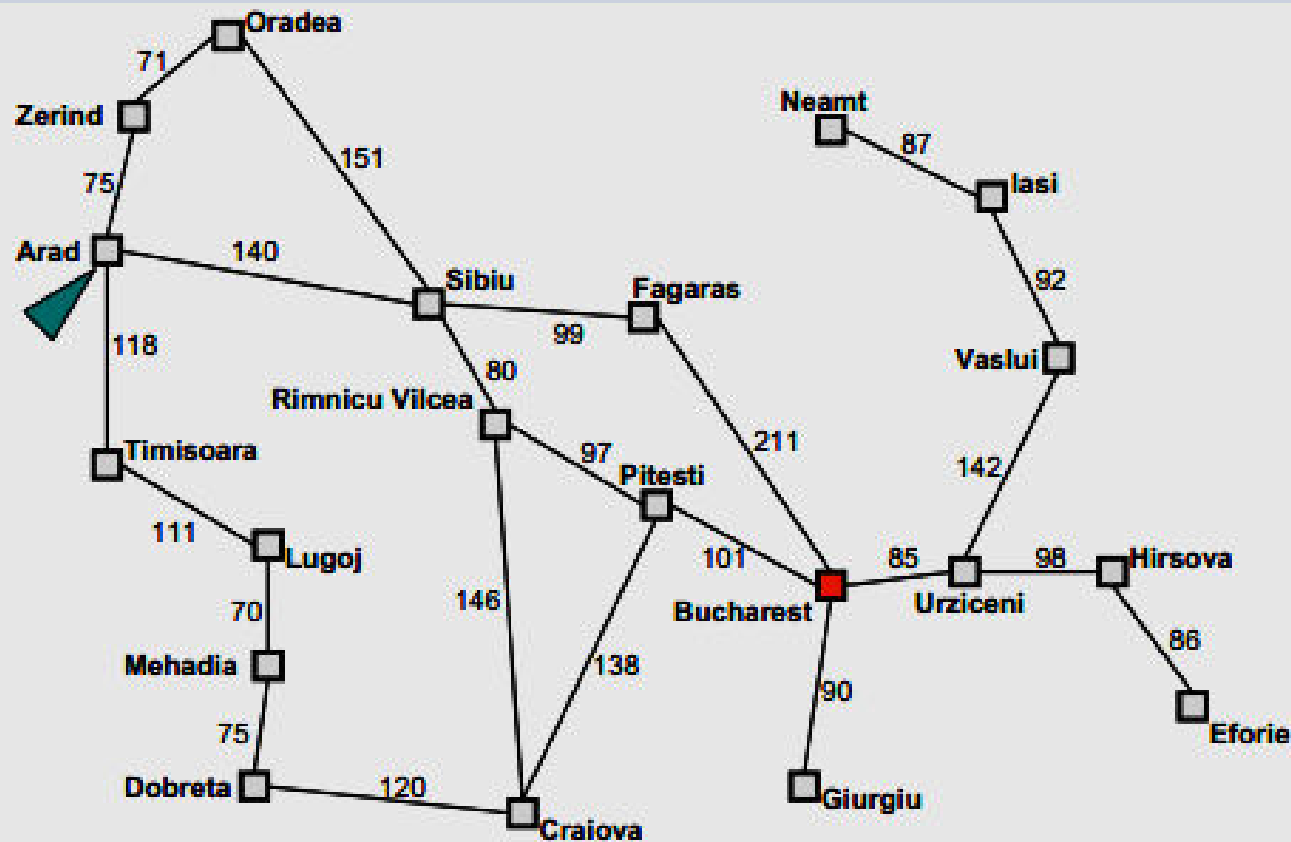 Oradea
71
Neamt
Zerind
87
151
75
Iasi
Arad
140
Sibiu
Fagaras
92
99
118
Vaslui
80
Rimnicu Vilcea
Timisoara
97
211
Pitesti
142
111
Lugoj
101
85
98
Hirsova
70
146
Bucharest
Urziceni
86
Mehadia
138
90
75
Eforie
Dobreta
120
Giurgiu
Craiova